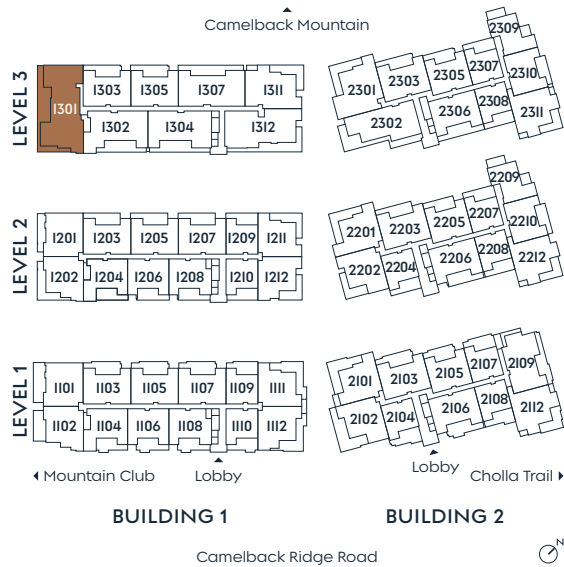 Camelback Mountain
LEVEL 3
1301 1303 1305 1307 1311
1302 1304 1312
2301 2303 2305 2307 2309
2310
2302 2306 2308 2311
LEVEL 2
1201 1203 1205 1207 1209 1211
1202 1204 1206 1208 1210 1212
2201 2203 2205 2207 2209
2210
2202 2204 2206 2208 2212
LEVEL 1
1101 1103 1105 1107 1109 1111
1102 1104 1106 1108 1110 1112
2101 2103 2105 2107 2109
2102 2104 2106 2108 2112
Mountain Club Lobby Lobby Cholla Trail
BUILDING 1 BUILDING 2
Camelback Ridge Road
N